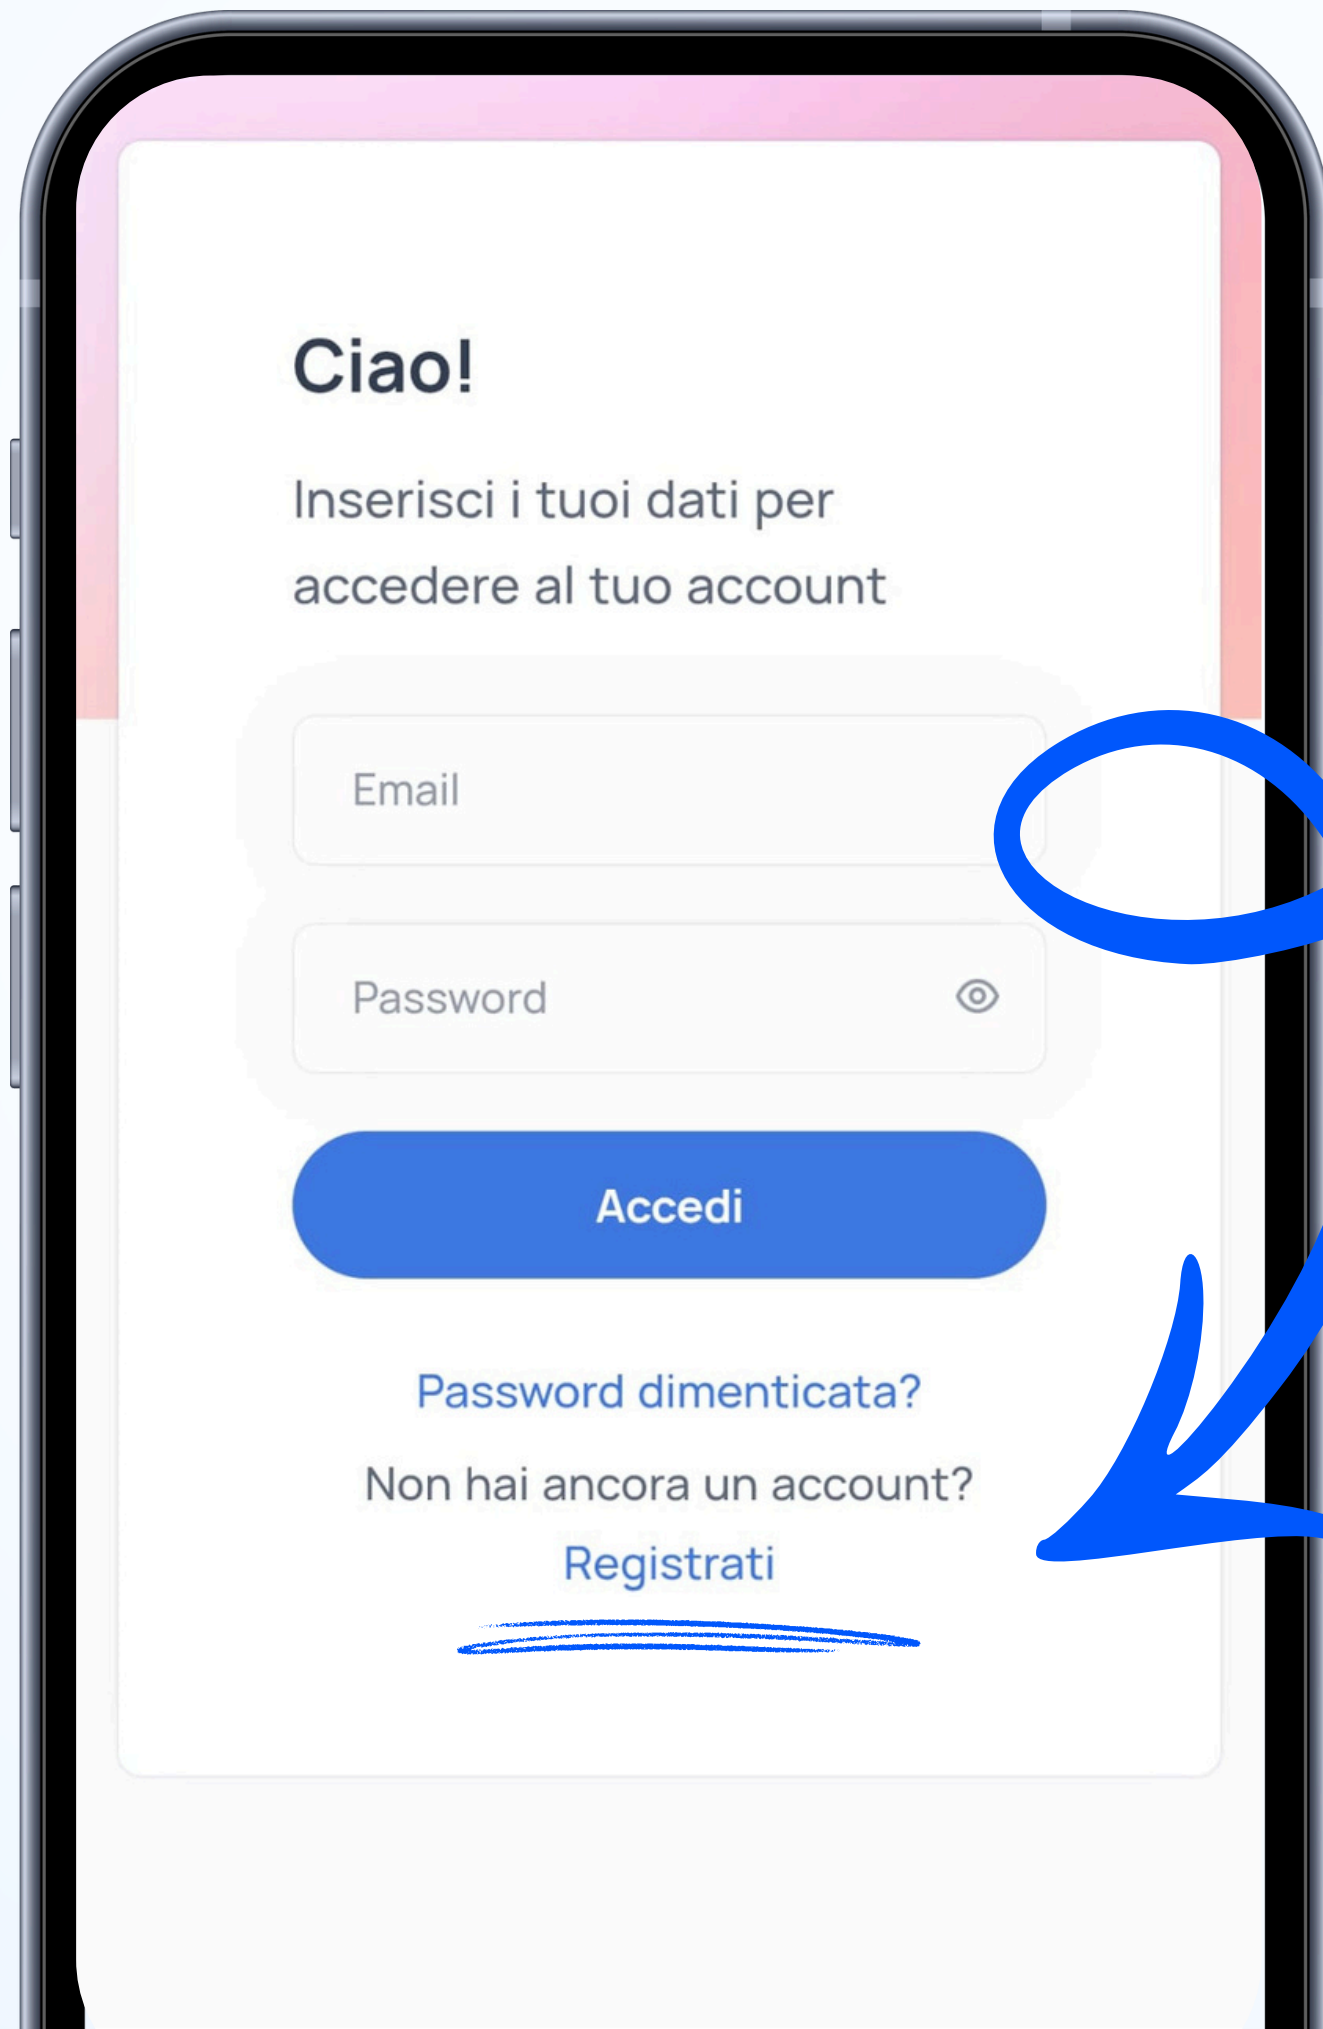 Ciao!
Inserisci i tuoi dati per
accedere al tuo account
Email
Password
Accedi
Password dimenticata?
Non hai ancora un account?
Registrati